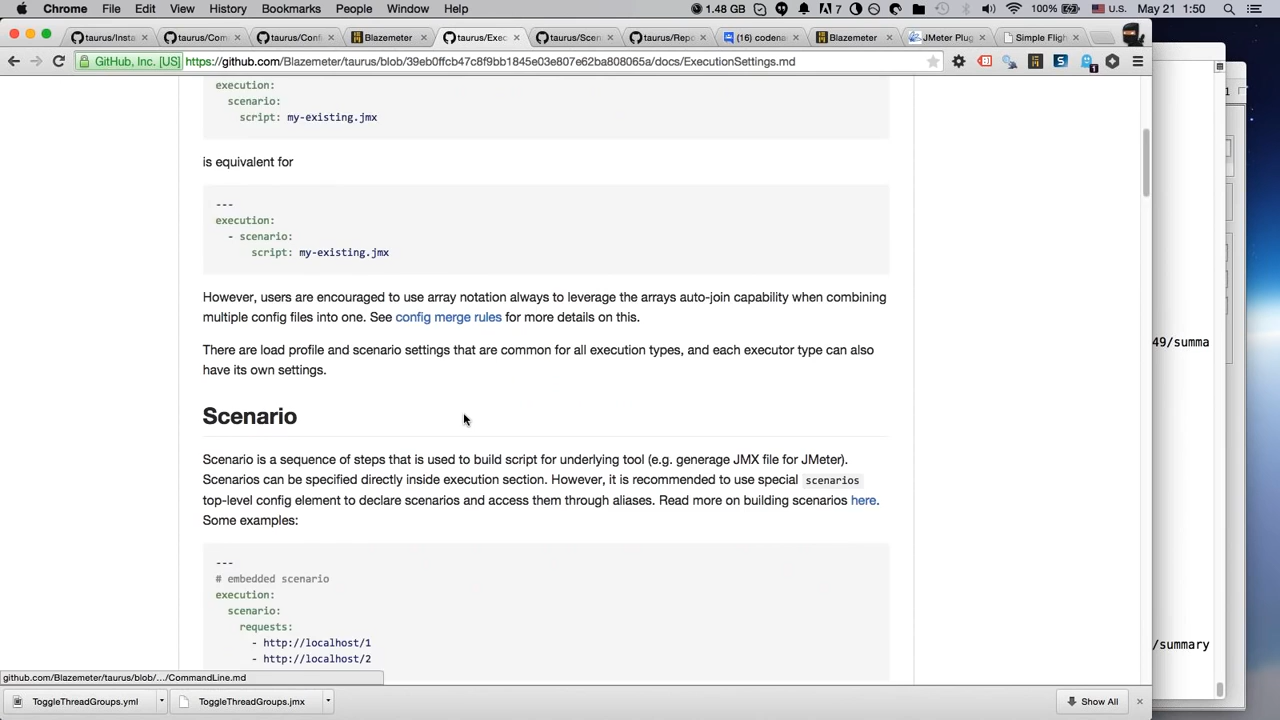 Chrome File Edit View History Bookmarks People Window Help 1.48 GB 7 100% U.S. May 21 1:50
taurus/Insta × taurus/Com × taurus/Confi × Blazemeter × taurus/Exec × taurus/Scen × taurus/Repo × (16) codena × Blazemeter × JMeter Plug × Simple Flight ×
GitHub, Inc. [US] https://github.com/Blazemeter/taurus/blob/39eb0ffcb47c8f9bb1845e03e807e62ba808065a/docs/ExecutionSettings.md
execution:
scenario:
script: my-existing.jmx
is equivalent for
---
execution:
- scenario:
script: my-existing.jmx
However, users are encouraged to use array notation always to leverage the arrays auto-join capability when combining
multiple config files into one. See config merge rules for more details on this.
49/summa
There are load profile and scenario settings that are common for all execution types, and each executor type can also
have its own settings.
Scenario
Scenario is a sequence of steps that is used to build script for underlying tool (e.g. generage JMX file for JMeter).
Scenarios can be specified directly inside execution section. However, it is recommended to use special scenarios
top-level config element to declare scenarios and access them through aliases. Read more on building scenarios here.
Some examples:
---
# embedded scenario
execution:
scenario:
requests:
- http://localhost/1
/summary
- http://localhost/2
github.com/Blazemeter/taurus/blob/.../CommandLine.md
ToggleThreadGroups.yml ToggleThreadGroups.jmx Show All ×